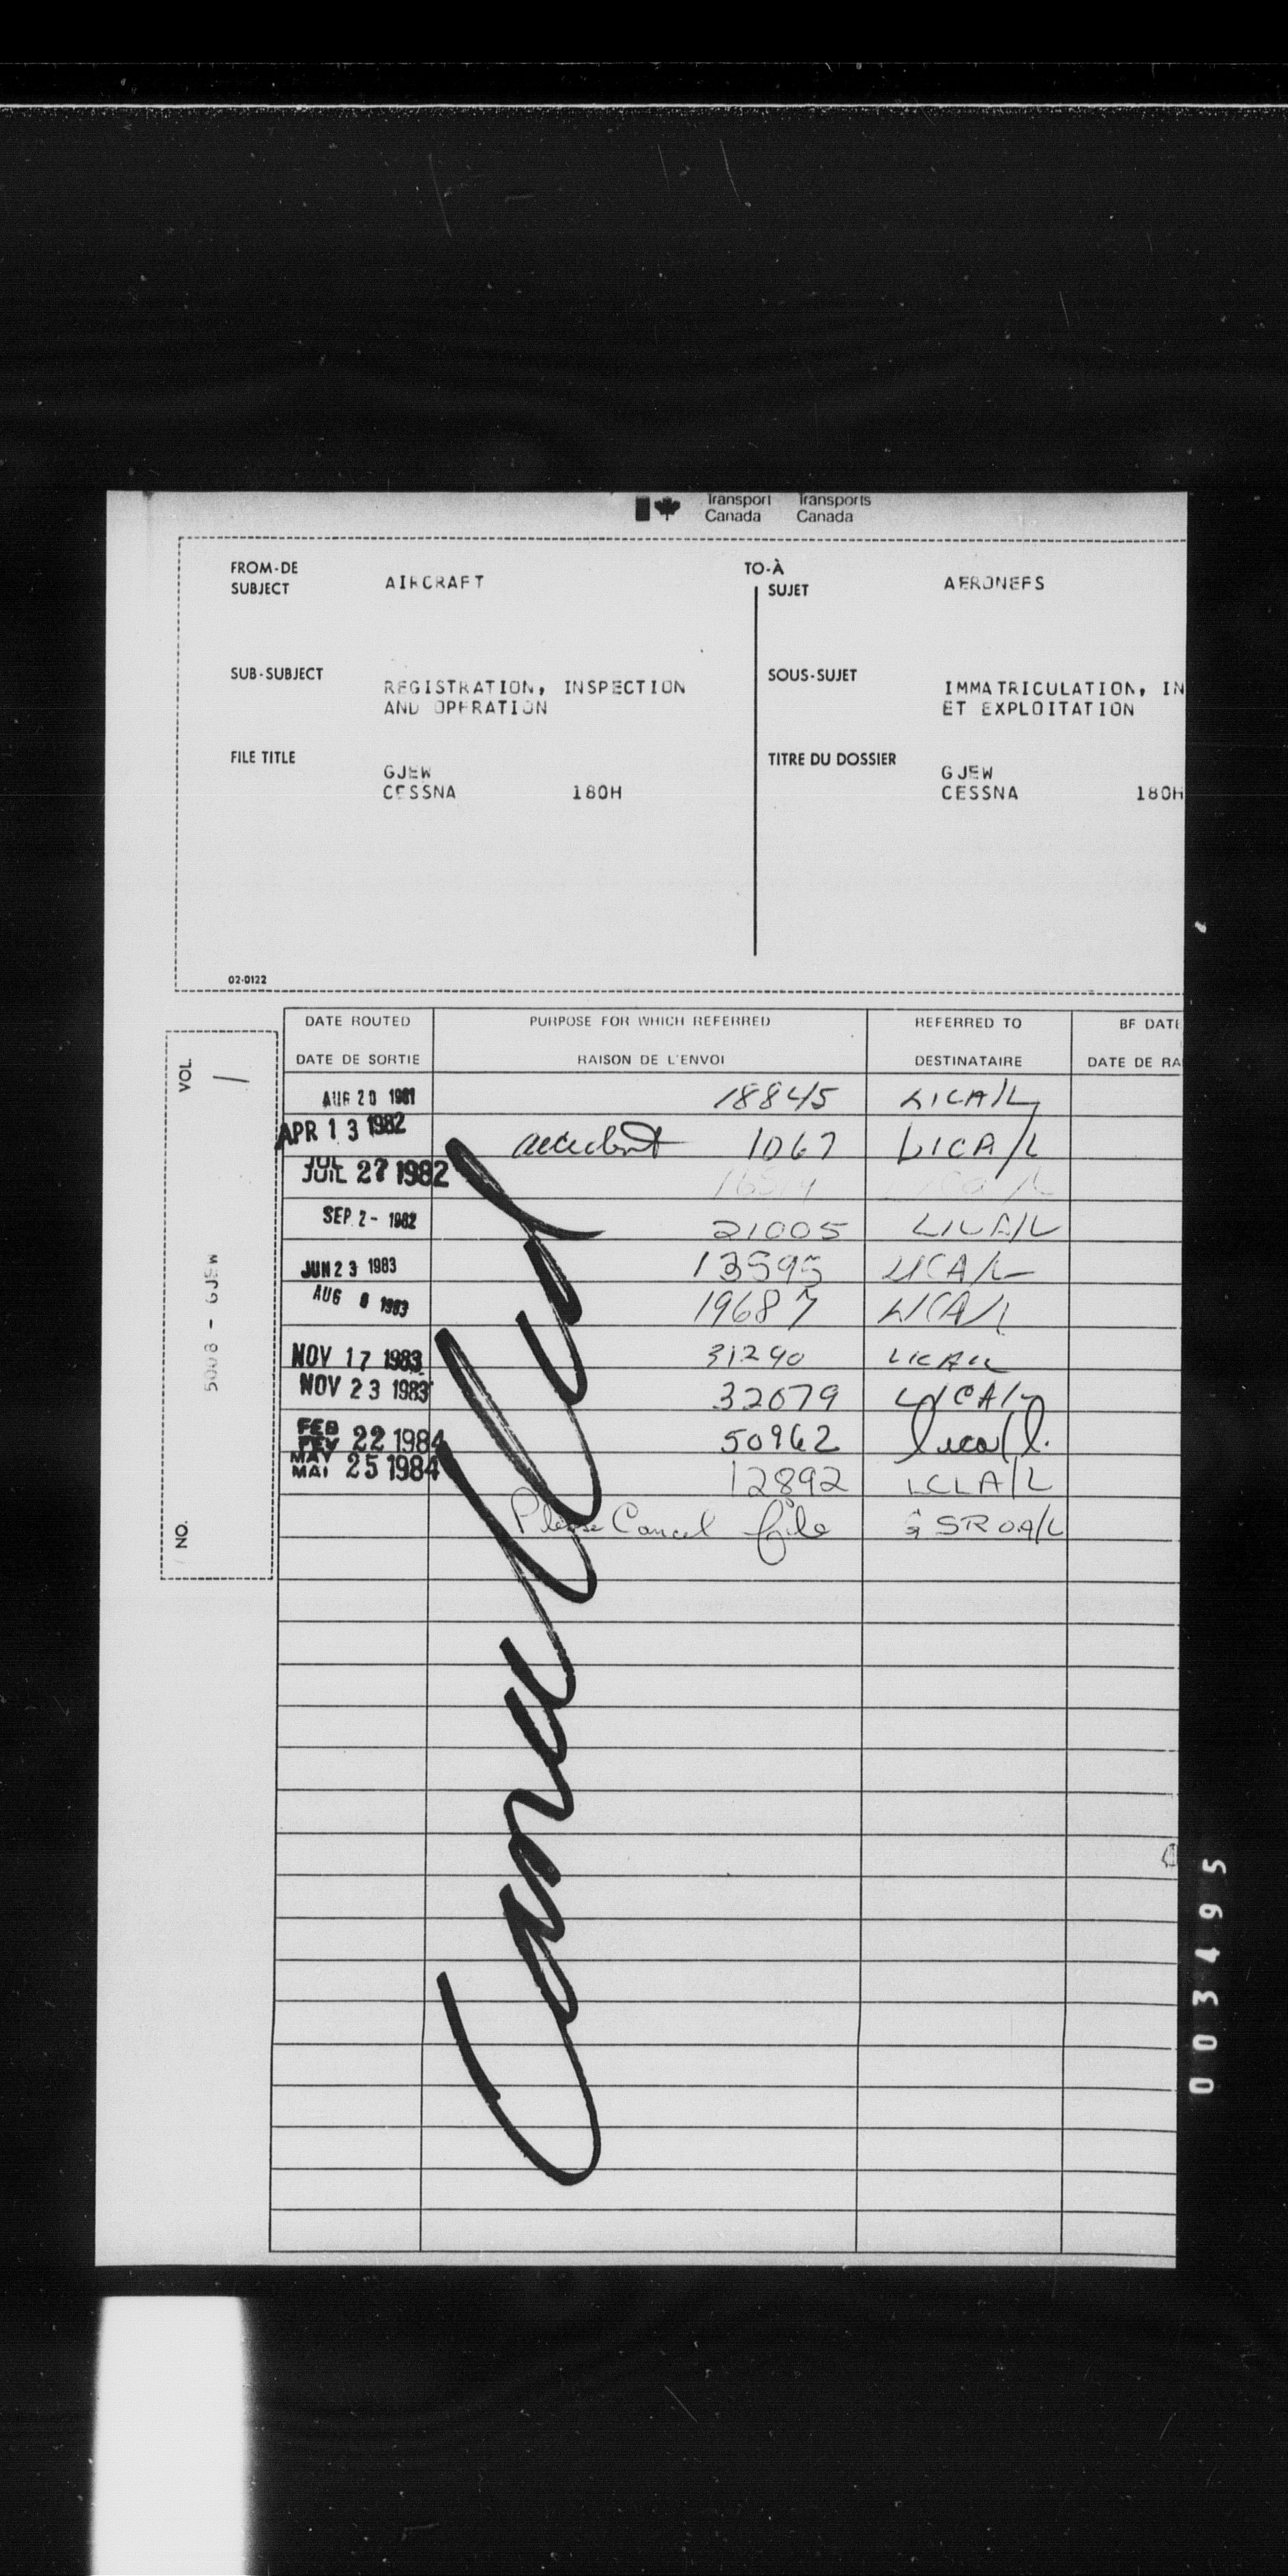 Transport Transports
Canada Canada
FROM-DE TO-À
SUBJECT AIRCRAFT SUJET AERONEFS
SUB-SUBJECT SOUS-SUJET
REGISTRATION, INSPECTION IMMATRICULATION, IN
AND OPERATION ET EXPLOITATION
FILE TITLE TITRE DU DOSSIER
GJEW GJEW
CESSNA 180H CESSNA 180H
02-0122
DATE ROUTED PURPOSE FOR WHICH REFERRED REFERRED TO BF DATE
DATE DE SORTIE RAISON DE L'ENVOI DESTINATAIRE DATE DE RA
VOL. 1
5008 - GJEW
NO.
AUG 20 1981 18845 LICA/L
APR 13 1982 accident 1067 LICA/L
JUL JUIL 27 1982
SEP 2- 1982 21005 LICA/L
JUN 23 1983 13595 LICA/L
AUG 8 1983 19687 LICA/L
NOV 17 1983 31290 LICA/L
NOV 23 1983 32079 LICA/L
FEB FEV 22 1984 50962 lica/l.
MAY MAI 25 1984 12892 LCLA/L
Please Cancel file SROA/L
Cancelled
003495